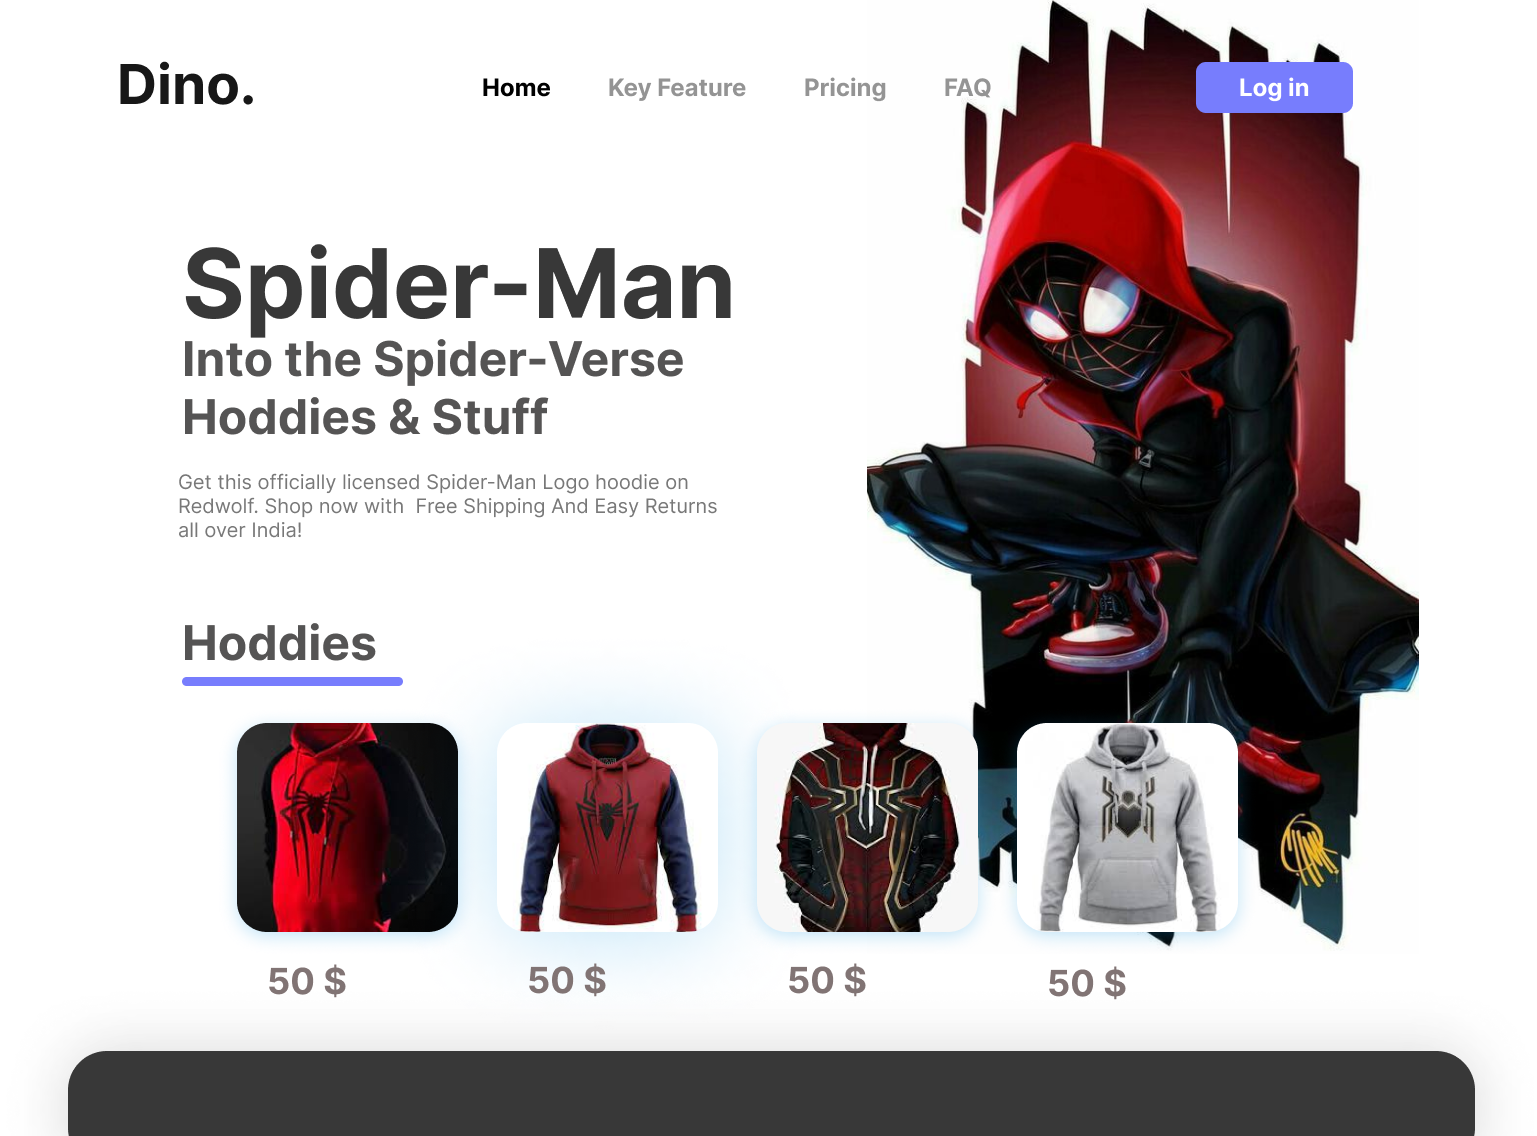 Dino.
Home
Key Feature
Pricing
FAQ
Log in
Spider-Man
Into the Spider-Verse
Hoddies & Stuff
Get this officially licensed Spider-Man Logo hoodie on
Redwolf. Shop now with  Free Shipping And Easy Returns
all over India!
Hoddies
50 $
50 $
50 $
50 $